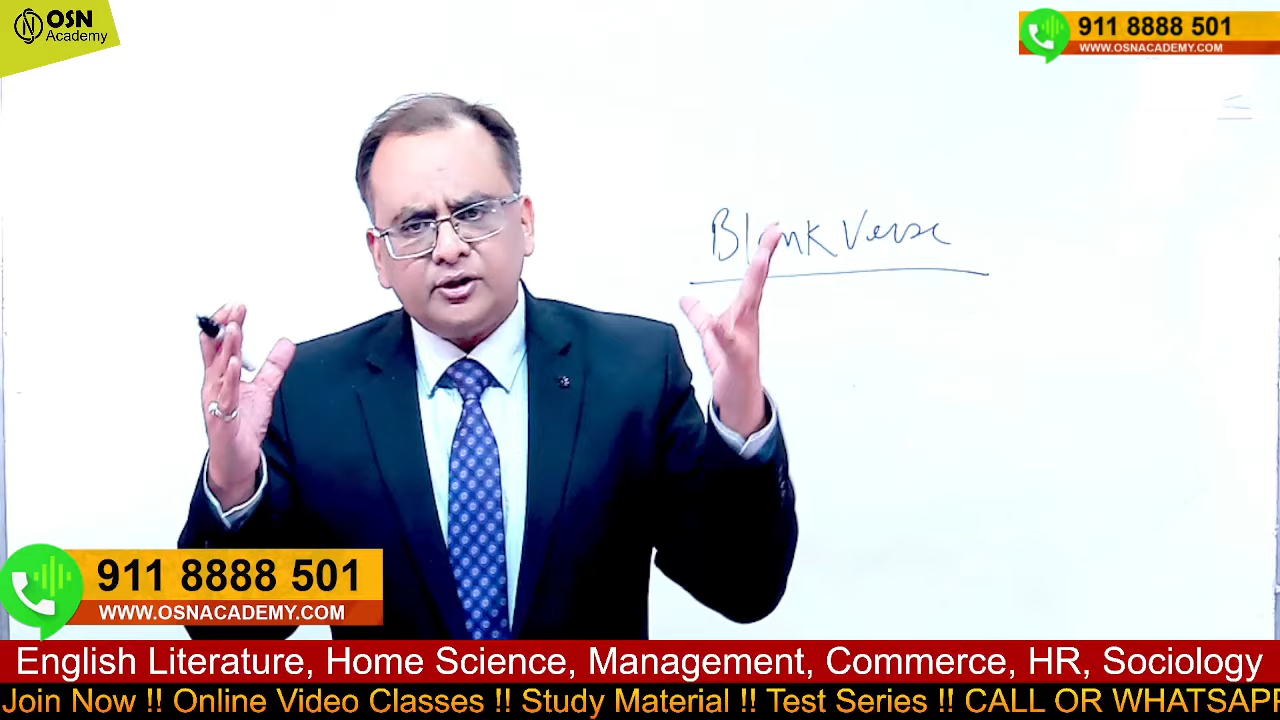 OSN
Academy
911 8888 501
WWW.OSNACADEMY.COM
Blank Verse
911 8888 501
WWW.OSNACADEMY.COM
English Literature, Home Science, Management, Commerce, HR, Sociology
Join Now !! Online Video Classes !! Study Material !! Test Series !! CALL OR WHATSAPP